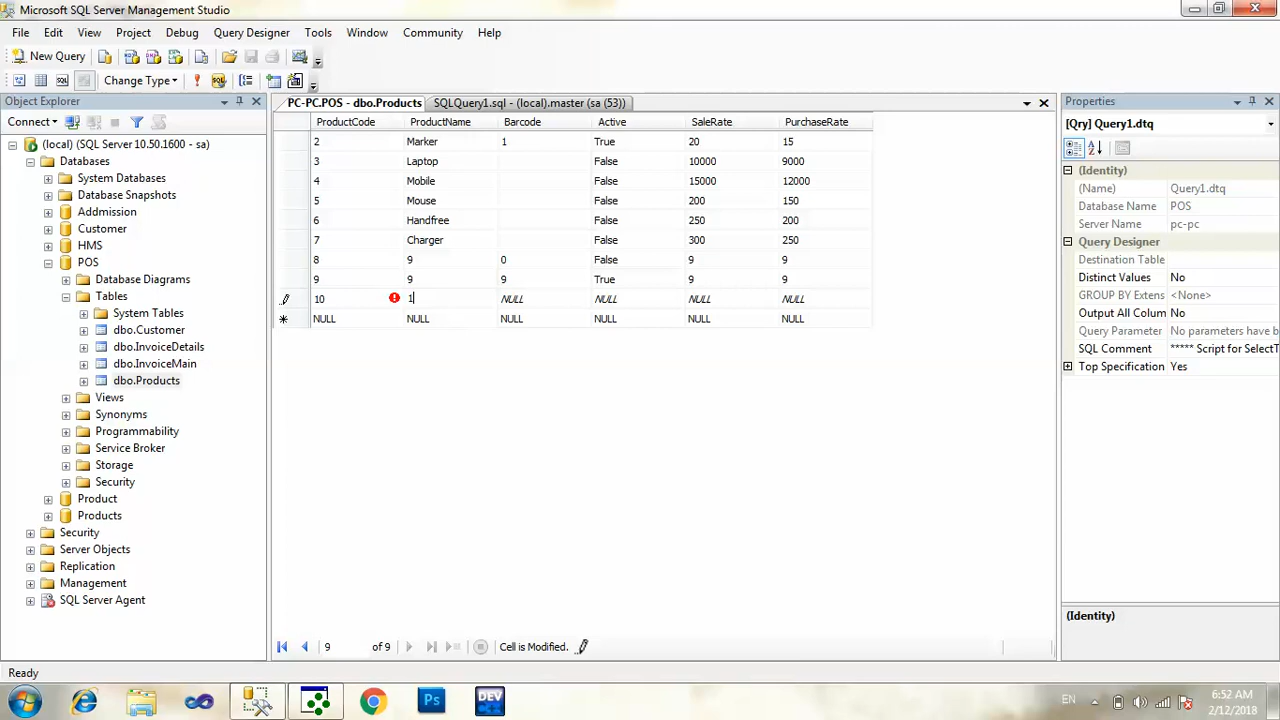 Microsoft SQL Server Management Studio
File Edit View Project Debug Query Designer Tools Window Community Help
New Query
Change Type
Object Explorer
Connect
(local) (SQL Server 10.50.1600 - sa)
Databases
System Databases
Database Snapshots
Addmission
Customer
HMS
POS
Database Diagrams
Tables
System Tables
dbo.Customer
dbo.InvoiceDetails
dbo.InvoiceMain
dbo.Products
Views
Synonyms
Programmability
Service Broker
Storage
Security
Product
Products
Security
Server Objects
Replication
Management
SQL Server Agent
PC-PC.POS - dbo.Products SQLQuery1.sql - (local).master (sa (53))
ProductCode ProductName Barcode Active SaleRate PurchaseRate
2 Marker 1 True 20 15
3 Laptop False 10000 9000
4 Mobile False 15000 12000
5 Mouse False 200 150
6 Handfree False 250 200
7 Charger False 300 250
8 9 0 False 9 9
9 9 9 True 9 9
10 1 NULL NULL NULL NULL
NULL NULL NULL NULL NULL NULL
9 of 9 Cell is Modified.
Properties
[Qry] Query1.dtq
(Identity)
(Name) Query1.dtq
Database Name POS
Server Name pc-pc
Query Designer
Destination Table
Distinct Values No
GROUP BY Extens <None>
Output All Colum No
Query Parameter No parameters have b
SQL Comment ***** Script for SelectT
Top Specification Yes
(Identity)
Ready
Ps
DEV
EN
6:52 AM
2/12/2018